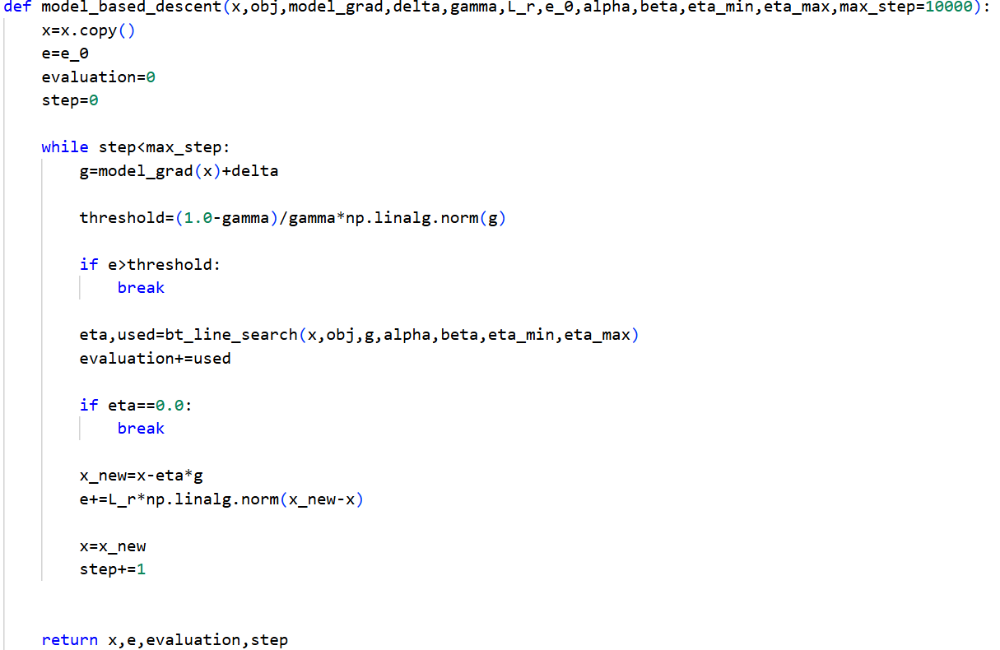 def model_based_descent(x,obj,model_grad,delta,gamma,L_r,e_0,alpha,beta,eta_min,eta_max,max_step=10000):
    x=x.copy()
    e=e_0
    evaluation=0
    step=0

    while step<max_step:
        g=model_grad(x)+delta

        threshold=(1.0-gamma)/gamma*np.linalg.norm(g)

        if e>threshold:
            break

        eta,used=bt_line_search(x,obj,g,alpha,beta,eta_min,eta_max)
        evaluation+=used

        if eta==0.0:
            break

        x_new=x-eta*g
        e+=L_r*np.linalg.norm(x_new-x)

        x=x_new
        step+=1

    return x,e,evaluation,step